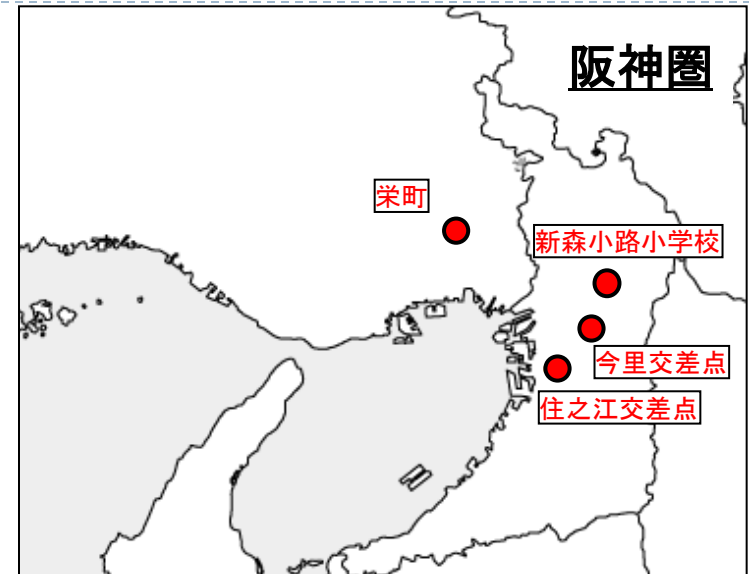 阪神圏
栄町
新森小路小学校
今里交差点
住之江交差点